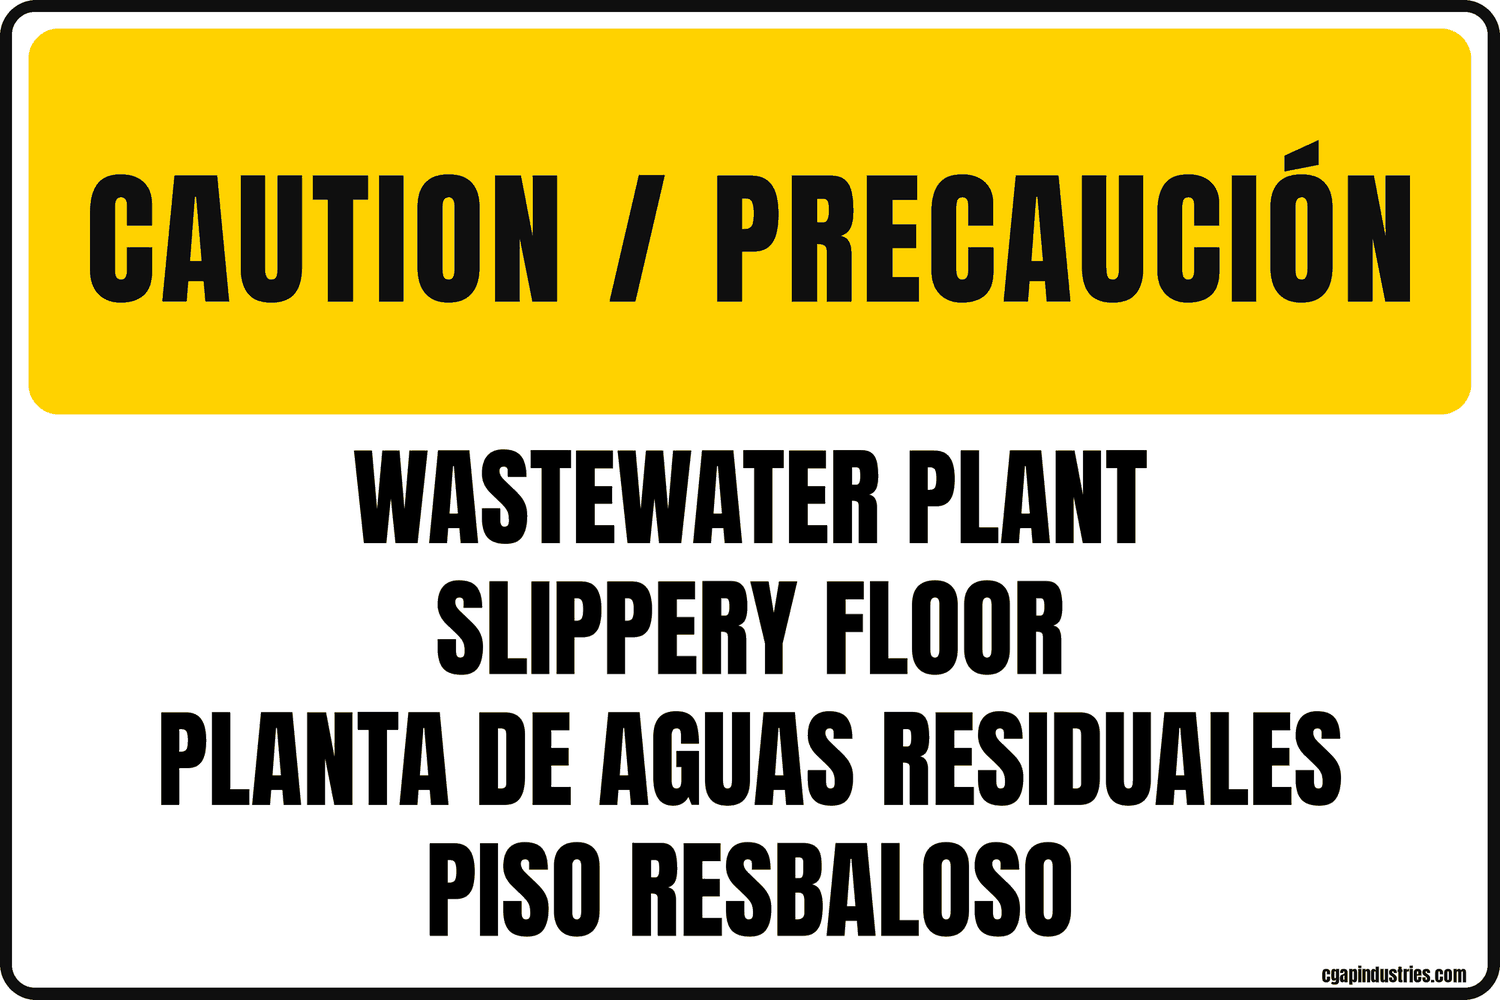 CAUTION / PRECAUCIÓN
WASTEWATER PLANT
SLIPPERY FLOOR
PLANTA DE AGUAS RESIDUALES
PISO RESBALOSO
cgapindustries.com